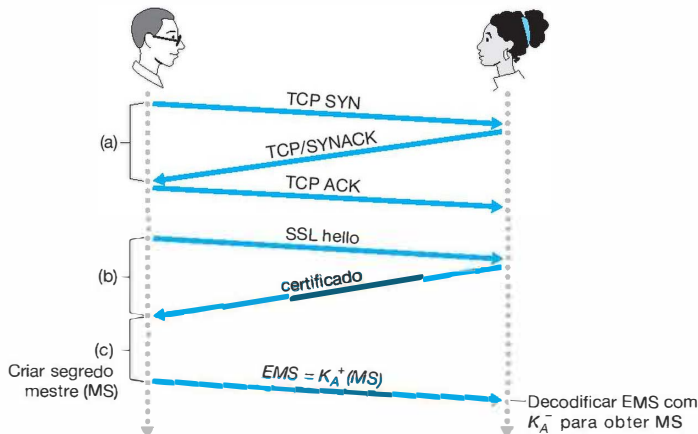 TCP SYN
(a)
TCP/SYNACK
TCP ACK
SSL hello
(b)
certificado
(c)
Criar segredo
mestre (MS)
EMS = K_A^+(MS)
Decodificar EMS com
K_A^- para obter MS